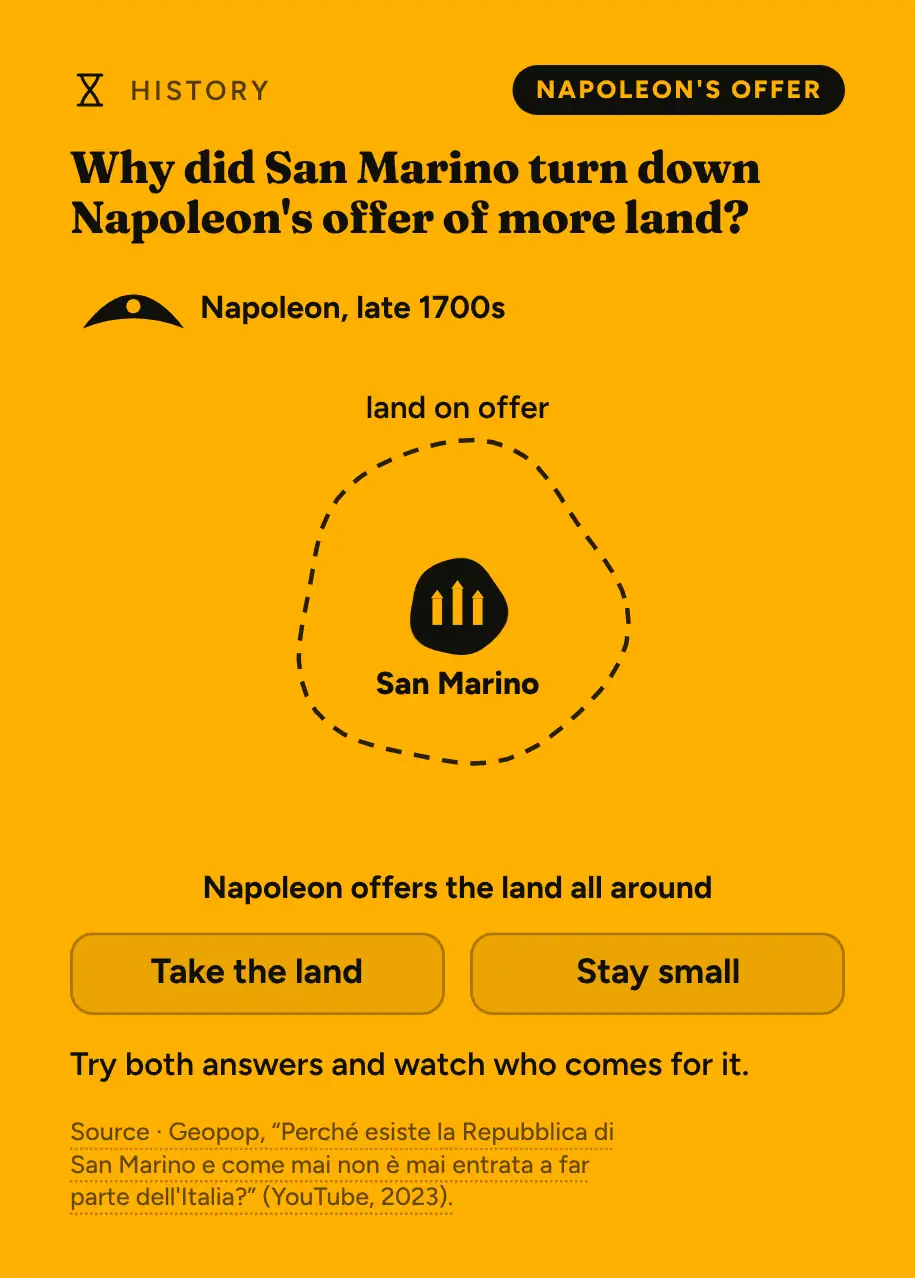 HISTORY
NAPOLEON'S OFFER
Why did San Marino turn down
Napoleon's offer of more land?
Napoleon, late 1700s
land on offer
San Marino
Napoleon offers the land all around
Take the land
Stay small
Try both answers and watch who comes for it.
Source · Geopop, “Perché esiste la Repubblica di
San Marino e come mai non è mai entrata a far
parte dell'Italia?” (YouTube, 2023).